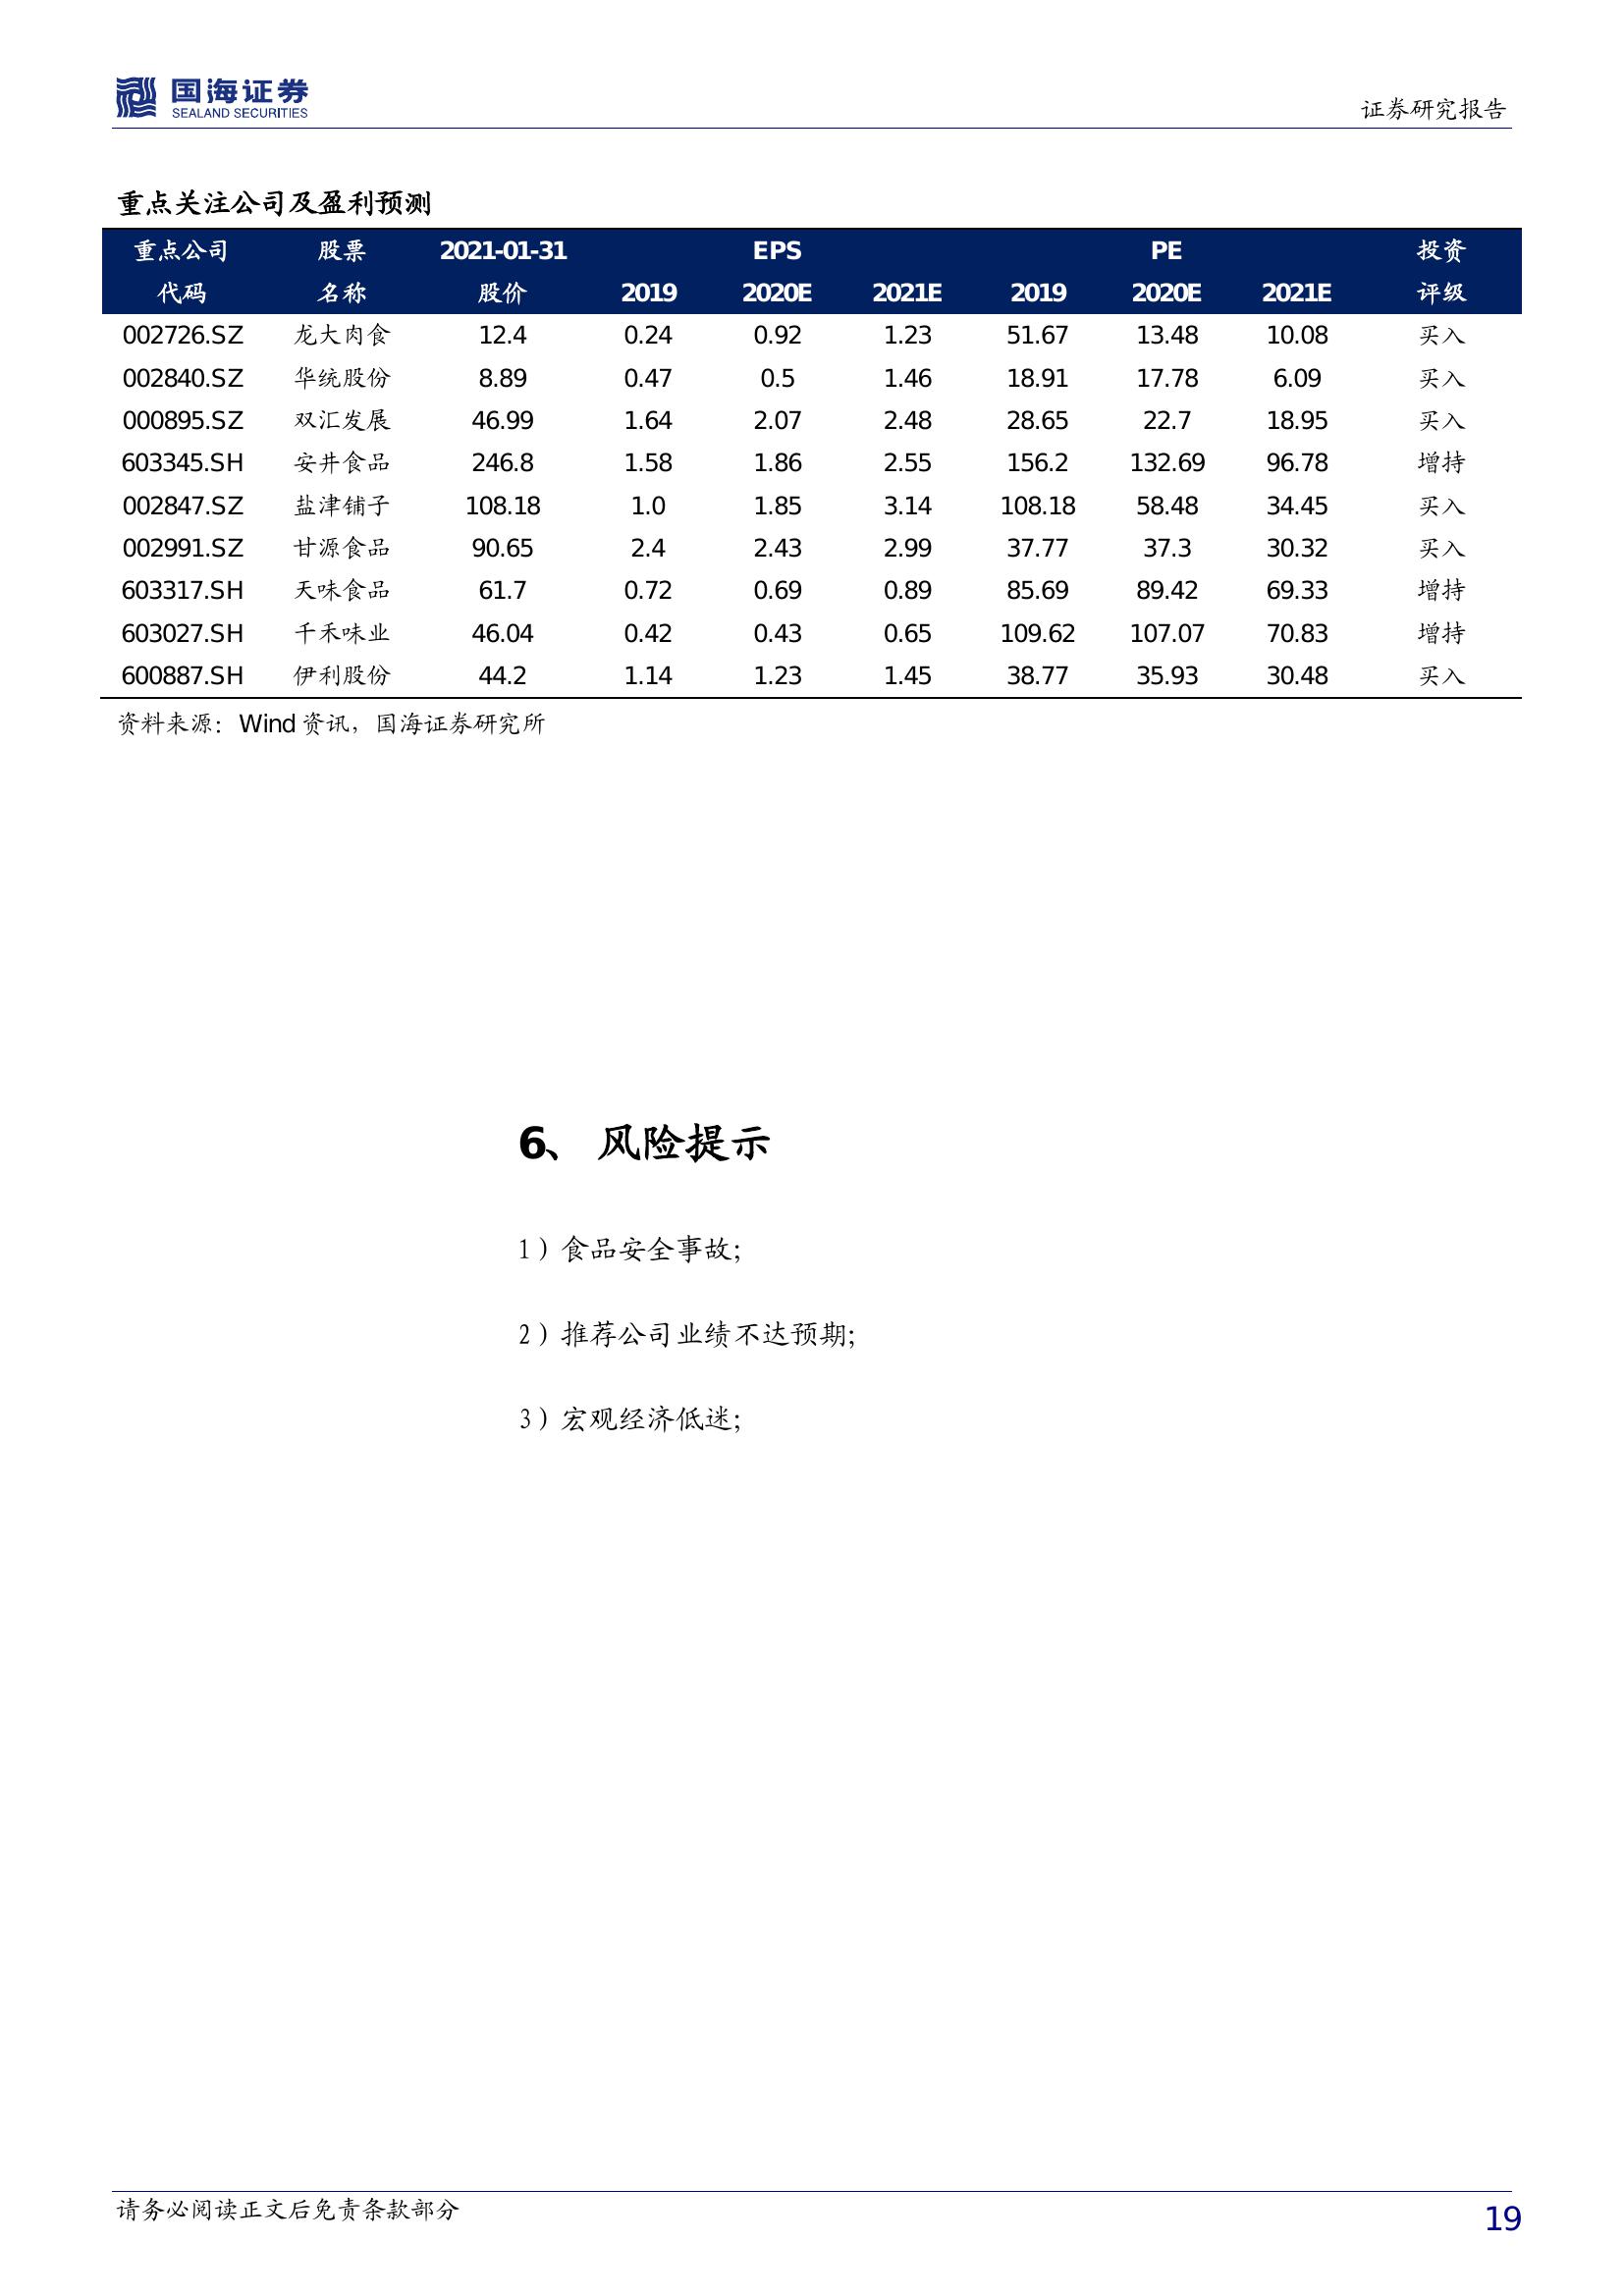 国海证券
SEALAND SECURITIES
证券研究报告
重点关注公司及盈利预测
重点公司 股票 2021-01-31 EPS PE 投资
代码 名称 股价 2019 2020E 2021E 2019 2020E 2021E 评级
002726.SZ 龙大肉食 12.4 0.24 0.92 1.23 51.67 13.48 10.08 买入
002840.SZ 华统股份 8.89 0.47 0.5 1.46 18.91 17.78 6.09 买入
000895.SZ 双汇发展 46.99 1.64 2.07 2.48 28.65 22.7 18.95 买入
603345.SH 安井食品 246.8 1.58 1.86 2.55 156.2 132.69 96.78 增持
002847.SZ 盐津铺子 108.18 1.0 1.85 3.14 108.18 58.48 34.45 买入
002991.SZ 甘源食品 90.65 2.4 2.43 2.99 37.77 37.3 30.32 买入
603317.SH 天味食品 61.7 0.72 0.69 0.89 85.69 89.42 69.33 增持
603027.SH 千禾味业 46.04 0.42 0.43 0.65 109.62 107.07 70.83 增持
600887.SH 伊利股份 44.2 1.14 1.23 1.45 38.77 35.93 30.48 买入
资料来源：Wind 资讯，国海证券研究所
6、 风险提示
1）食品安全事故；
2）推荐公司业绩不达预期；
3）宏观经济低迷；
请务必阅读正文后免责条款部分
19